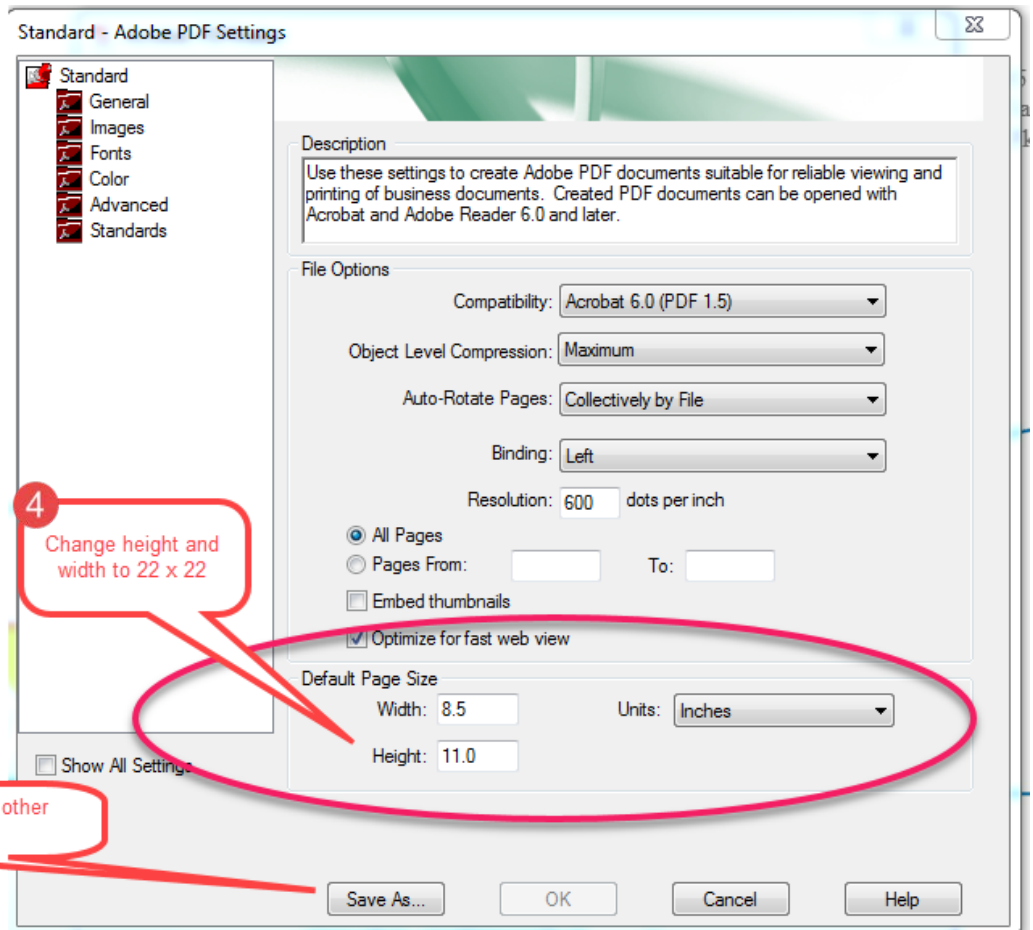 Standard - Adobe PDF Settings
Standard
General
Images
Fonts
Color
Advanced
Standards
Description
Use these settings to create Adobe PDF documents suitable for reliable viewing and
printing of business documents. Created PDF documents can be opened with
Acrobat and Adobe Reader 6.0 and later.
File Options
Compatibility: Acrobat 6.0 (PDF 1.5)
Object Level Compression: Maximum
Auto-Rotate Pages: Collectively by File
Binding: Left
Resolution: 600 dots per inch
4
Change height and
width to 22 x 22
All Pages
Pages From: To:
Embed thumbnails
Optimize for fast web view
Default Page Size
Width: 8.5 Units: Inches
Height: 11.0
Show All Settings
other
Save As... OK Cancel Help